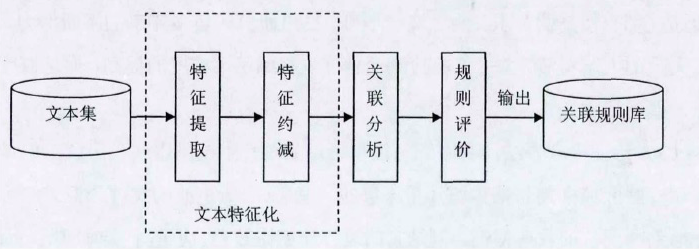 文本集
特征提取
特征约减
关联分析
规则评价
输出
关联规则库
文本特征化